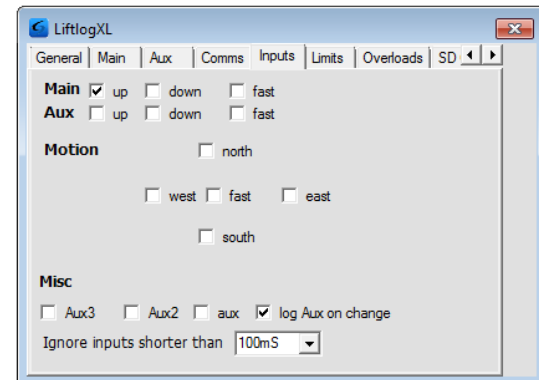 LiftlogXL
General Main Aux Comms Inputs Limits Overloads SD
Main up down fast
Aux up down fast
Motion north
west fast east
south
Misc
Aux3 Aux2 aux log Aux on change
Ignore inputs shorter than 100mS